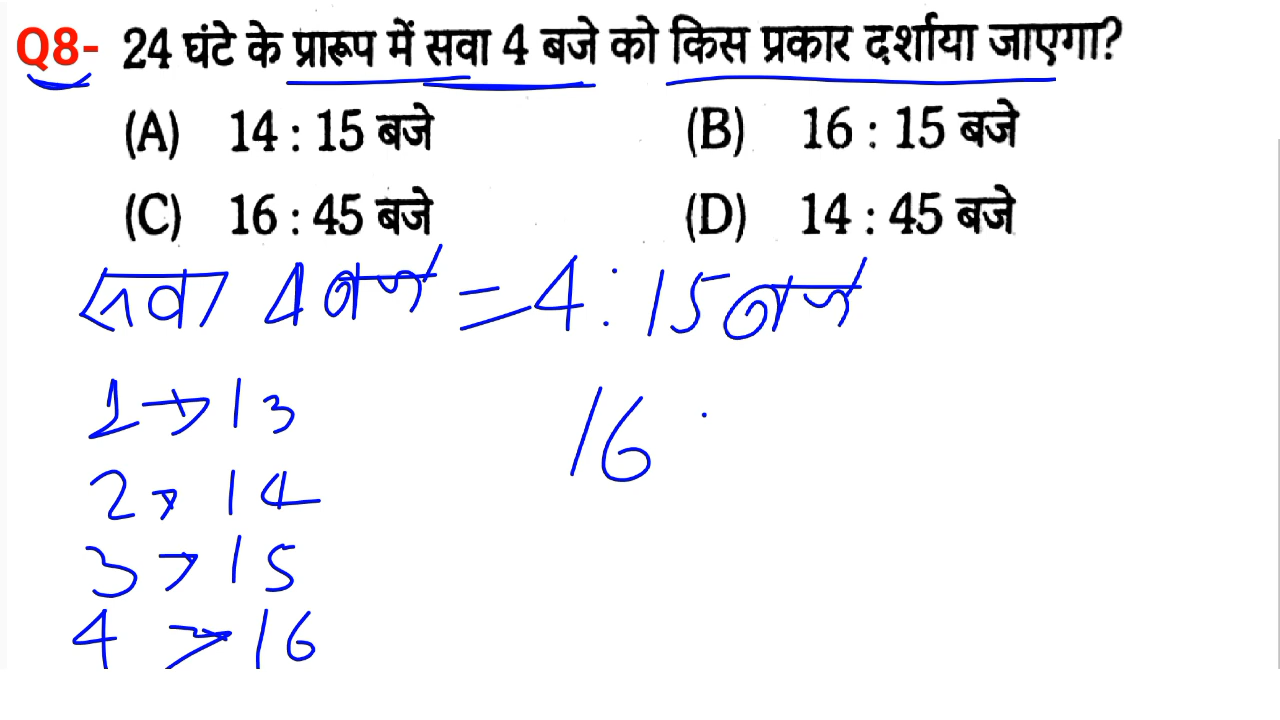 Q8- 24 घंटे के प्रारूप में सवा 4 बजे को किस प्रकार दर्शाया जाएगा?
(A) 14 : 15 बजे (B) 16 : 15 बजे
(C) 16 : 45 बजे (D) 14 : 45 बजे
सवा 4 बजे = 4 : 15 बजे
1 → 13
16
2 → 14
3 → 15
4 → 16